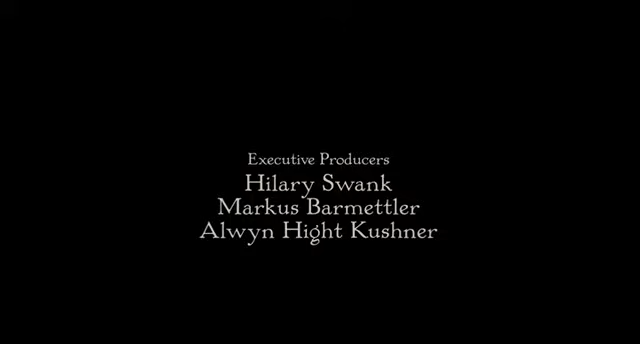 Executive Producers
Hilary Swank
Markus Barmettler
Alwyn Hight Kushner